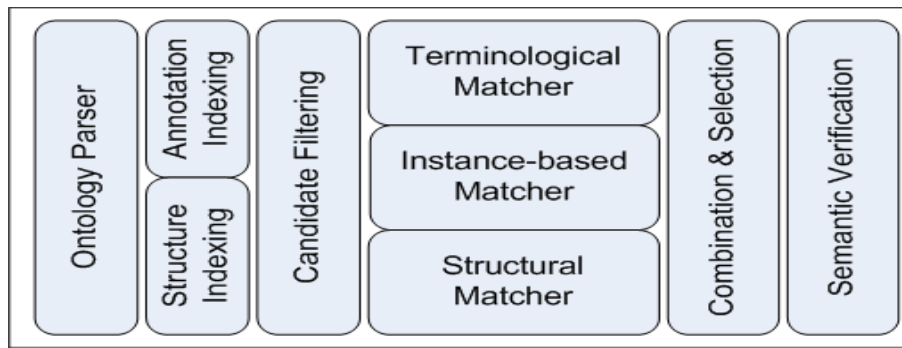 Ontology Parser
Annotation
Indexing
Structure
Indexing
Candidate Filtering
Terminological
Matcher
Instance-based
Matcher
Structural
Matcher
Combination & Selection
Semantic Verification